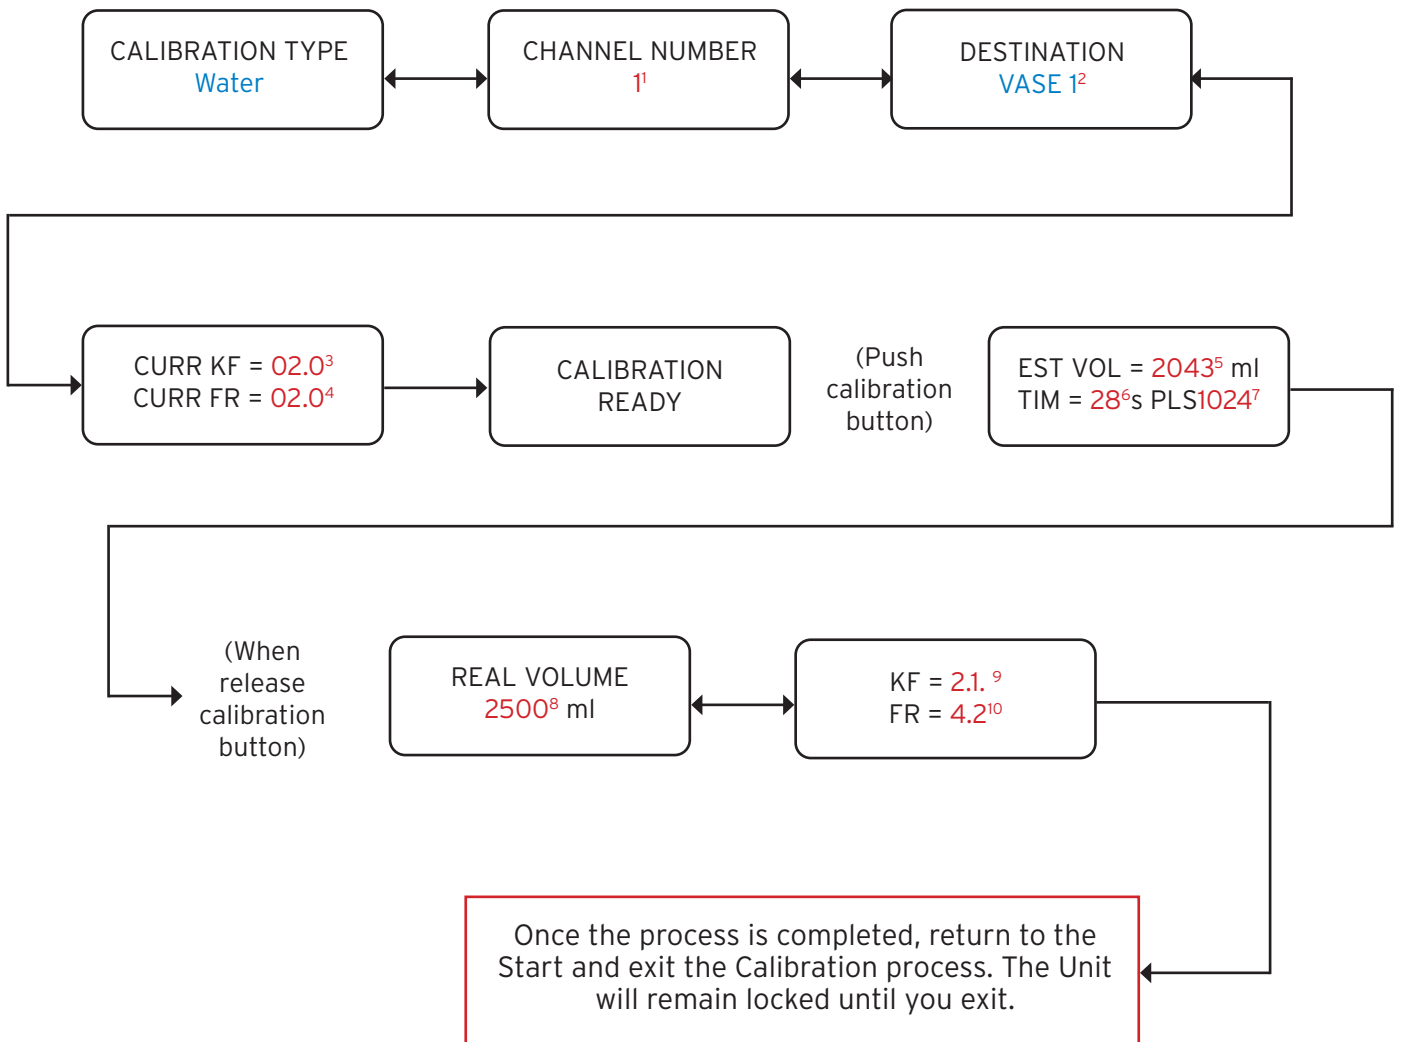 CALIBRATION TYPE
Water
CHANNEL NUMBER
1¹
DESTINATION
VASE 1²
CURR KF = 02.0³
CURR FR = 02.0⁴
CALIBRATION
READY
(Push
calibration
button)
EST VOL = 2043⁵ ml
TIM = 28⁶s PLS1024⁷
(When
release
calibration
button)
REAL VOLUME
2500⁸ ml
KF = 2.1. ⁹
FR = 4.2¹⁰
Once the process is completed, return to the
Start and exit the Calibration process. The Unit
will remain locked until you exit.